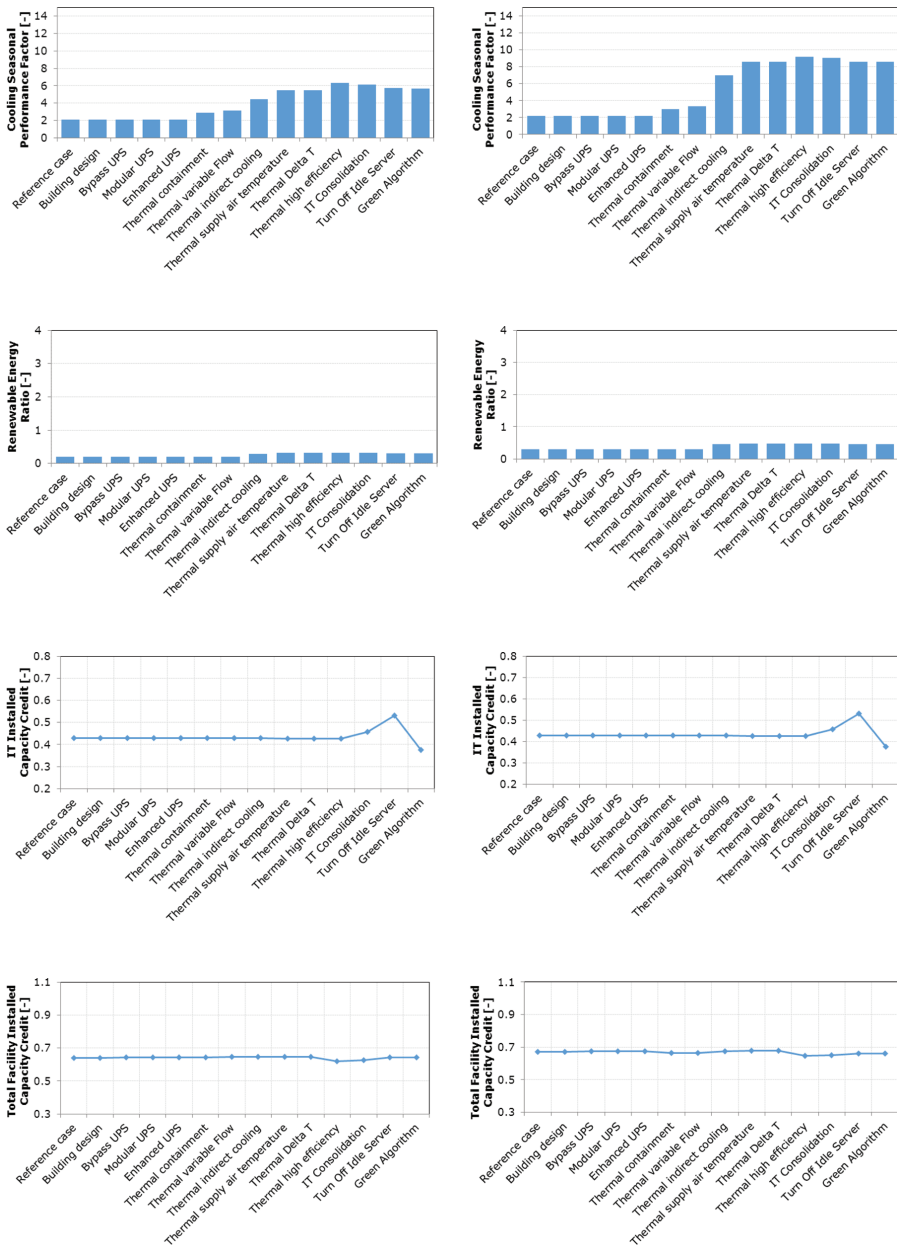 Cooling Seasonal
Performance Factor [-]
14
12
10
8
6
4
2
0
Reference case
Building design
Bypass UPS
Modular UPS
Enhanced UPS
Thermal containment
Thermal variable Flow
Thermal indirect cooling
Thermal supply air temperature
Thermal Delta T
Thermal high efficiency
IT Consolidation
Turn Off Idle Server
Green Algorithm
Cooling Seasonal
Performance Factor [-]
14
12
10
8
6
4
2
0
Reference case
Building design
Bypass UPS
Modular UPS
Enhanced UPS
Thermal containment
Thermal variable Flow
Thermal indirect cooling
Thermal supply air temperature
Thermal Delta T
Thermal high efficiency
IT Consolidation
Turn Off Idle Server
Green Algorithm
Renewable Energy
Ratio [-]
4
3
2
1
0
Reference case
Building design
Bypass UPS
Modular UPS
Enhanced UPS
Thermal containment
Thermal variable Flow
Thermal indirect cooling
Thermal supply air temperature
Thermal Delta T
Thermal high efficiency
IT Consolidation
Turn Off Idle Server
Green Algorithm
Renewable Energy
Ratio [-]
4
3
2
1
0
Reference case
Building design
Bypass UPS
Modular UPS
Enhanced UPS
Thermal containment
Thermal variable Flow
Thermal indirect cooling
Thermal supply air temperature
Thermal Delta T
Thermal high efficiency
IT Consolidation
Turn Off Idle Server
Green Algorithm
IT Installed
Capacity Credit [-]
0.8
0.7
0.6
0.5
0.4
0.3
0.2
Reference case
Building design
Bypass UPS
Modular UPS
Enhanced UPS
Thermal containment
Thermal variable Flow
Thermal indirect cooling
Thermal supply air temperature
Thermal Delta T
Thermal high efficiency
IT Consolidation
Turn Off Idle Server
Green Algorithm
IT Installed
Capacity Credit [-]
0.8
0.7
0.6
0.5
0.4
0.3
0.2
Reference case
Building design
Bypass UPS
Modular UPS
Enhanced UPS
Thermal containment
Thermal variable Flow
Thermal indirect cooling
Thermal supply air temperature
Thermal Delta T
Thermal high efficiency
IT Consolidation
Turn Off Idle Server
Green Algorithm
Total Facility Installed
Capacity Credit [-]
1.1
0.9
0.7
0.5
0.3
Reference case
Building design
Bypass UPS
Modular UPS
Enhanced UPS
Thermal containment
Thermal variable Flow
Thermal indirect cooling
Thermal supply air temperature
Thermal Delta T
Thermal high efficiency
IT Consolidation
Turn Off Idle Server
Green Algorithm
Total Facility Installed
Capacity Credit [-]
1.1
0.9
0.7
0.5
0.3
Reference case
Building design
Bypass UPS
Modular UPS
Enhanced UPS
Thermal containment
Thermal variable Flow
Thermal indirect cooling
Thermal supply air temperature
Thermal Delta T
Thermal high efficiency
IT Consolidation
Turn Off Idle Server
Green Algorithm